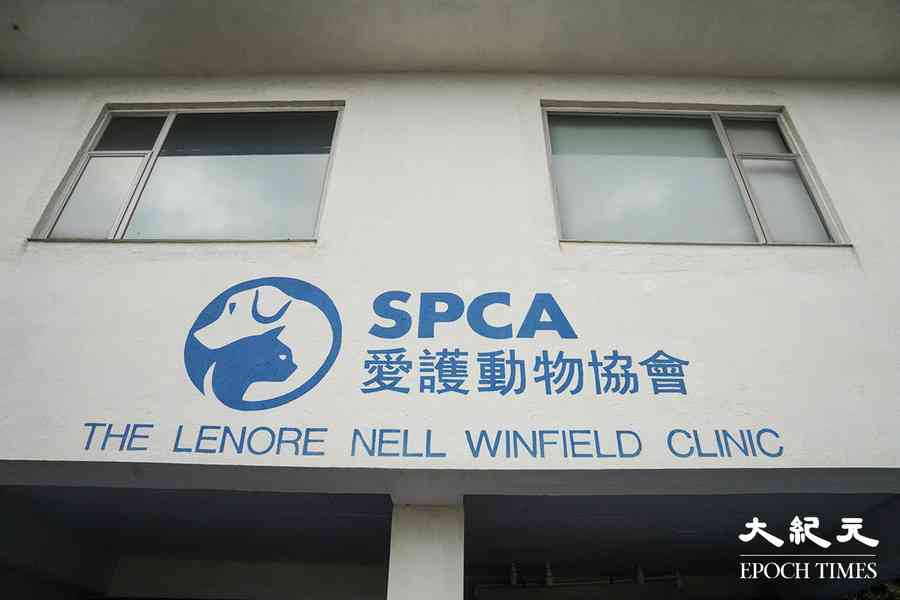 SPCA
愛護動物協會
THE LENORE NELL WINFIELD CLINIC
大紀元
EPOCH TIMES